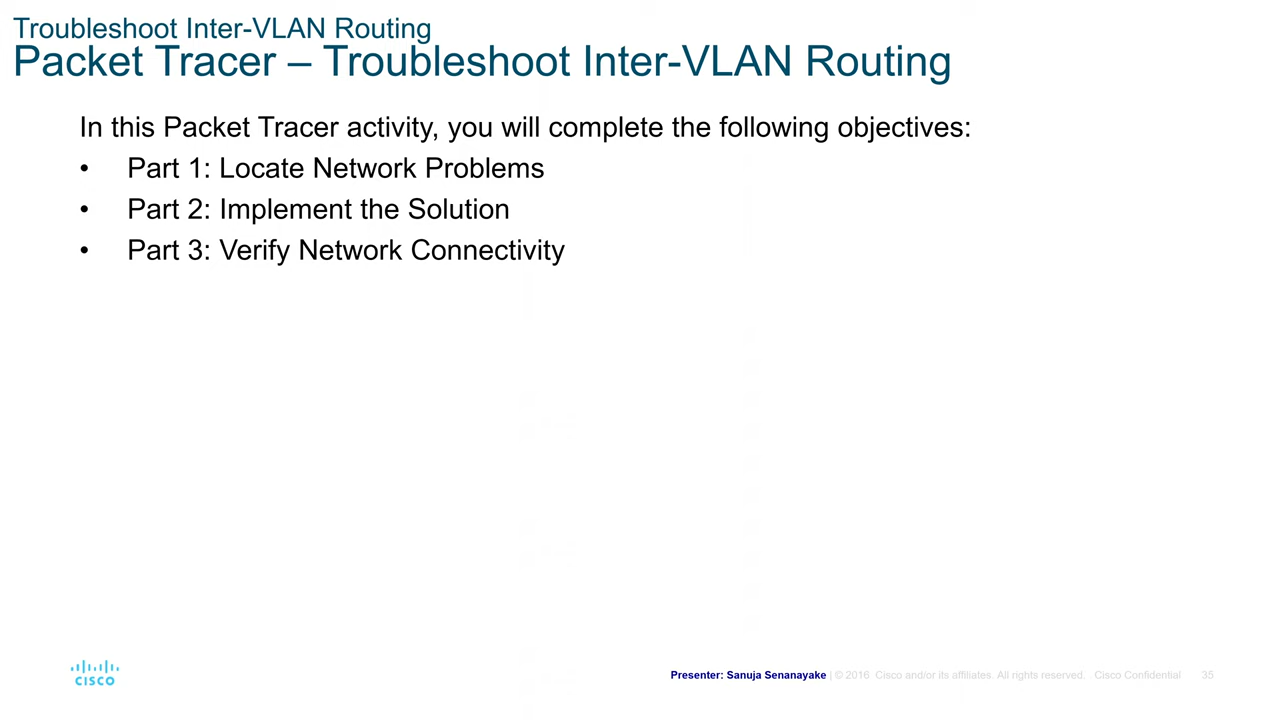 Troubleshoot Inter-VLAN Routing
Packet Tracer – Troubleshoot Inter-VLAN Routing
In this Packet Tracer activity, you will complete the following objectives:
• Part 1: Locate Network Problems
• Part 2: Implement the Solution
• Part 3: Verify Network Connectivity
CISCO
Presenter: Sanuja Senanayake | © 2016 Cisco and/or its affiliates. All rights reserved. Cisco Confidential 35